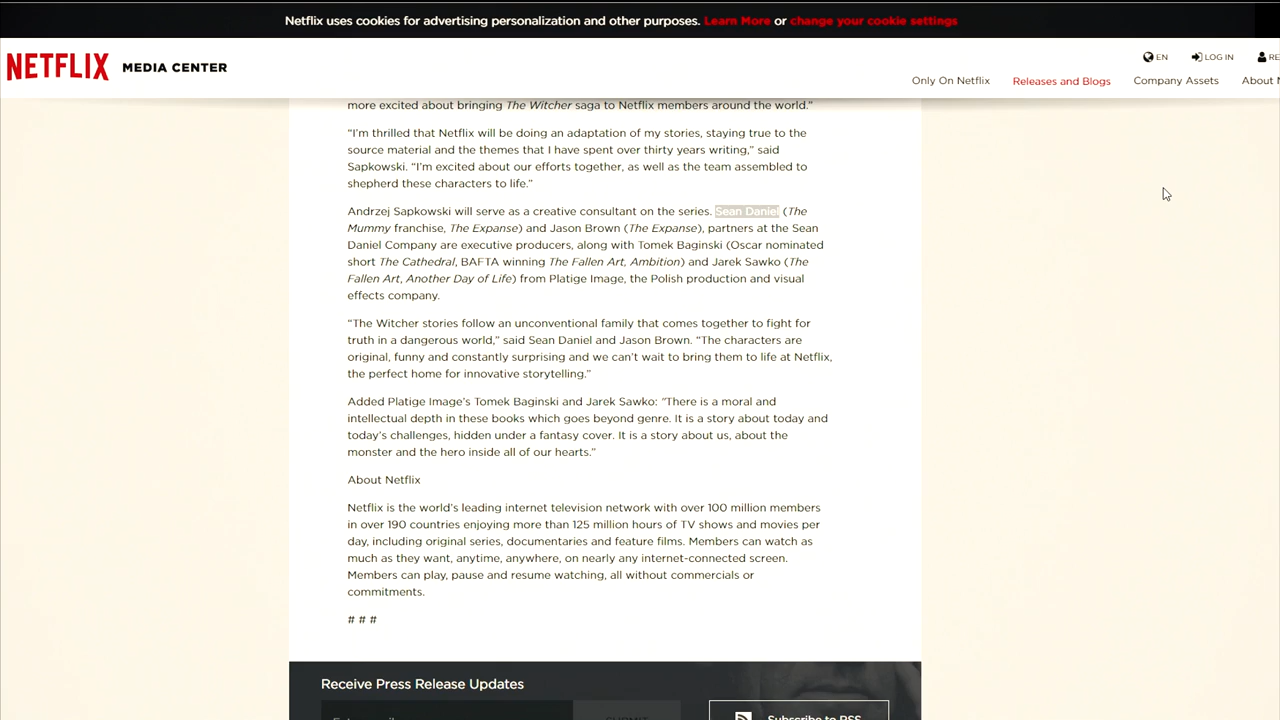 Netflix uses cookies for advertising personalization and other purposes. Learn More or change your cookie settings
NETFLIX MEDIA CENTER
EN LOG IN RE
Only On Netflix Releases and Blogs Company Assets About N
more excited about bringing The Witcher saga to Netflix members around the world.”
“I’m thrilled that Netflix will be doing an adaptation of my stories, staying true to the
source material and the themes that I have spent over thirty years writing,” said
Sapkowski. “I’m excited about our efforts together, as well as the team assembled to
shepherd these characters to life.”
Andrzej Sapkowski will serve as a creative consultant on the series. Sean Daniel (The
Mummy franchise, The Expanse) and Jason Brown (The Expanse), partners at the Sean
Daniel Company are executive producers, along with Tomek Baginski (Oscar nominated
short The Cathedral, BAFTA winning The Fallen Art, Ambition) and Jarek Sawko (The
Fallen Art, Another Day of Life) from Platige Image, the Polish production and visual
effects company.
“The Witcher stories follow an unconventional family that comes together to fight for
truth in a dangerous world,” said Sean Daniel and Jason Brown. “The characters are
original, funny and constantly surprising and we can’t wait to bring them to life at Netflix,
the perfect home for innovative storytelling.”
Added Platige Image’s Tomek Baginski and Jarek Sawko: “There is a moral and
intellectual depth in these books which goes beyond genre. It is a story about today and
today’s challenges, hidden under a fantasy cover. It is a story about us, about the
monster and the hero inside all of our hearts.”
About Netflix
Netflix is the world’s leading internet television network with over 100 million members
in over 190 countries enjoying more than 125 million hours of TV shows and movies per
day, including original series, documentaries and feature films. Members can watch as
much as they want, anytime, anywhere, on nearly any internet-connected screen.
Members can play, pause and resume watching, all without commercials or
commitments.
# # #
Receive Press Release Updates
Subscribe to RSS